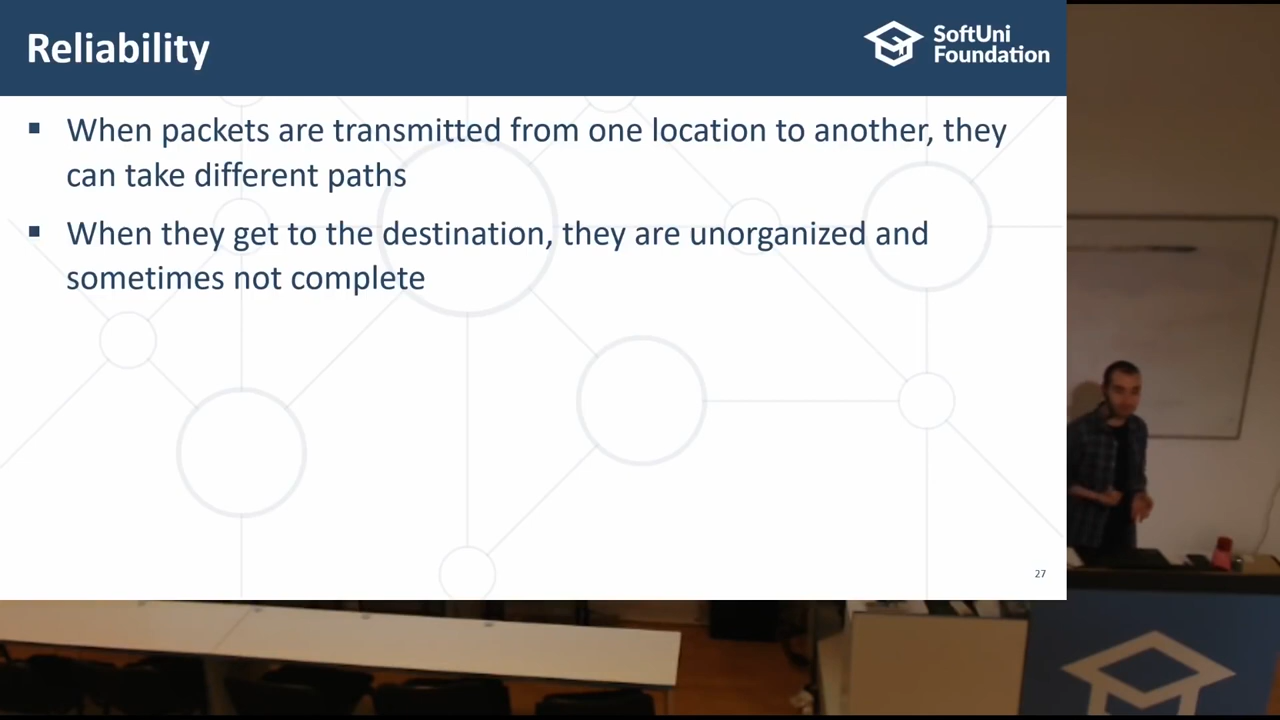 Reliability
SoftUni
Foundation
▪ When packets are transmitted from one location to another, they
can take different paths
▪ When they get to the destination, they are unorganized and
sometimes not complete
27